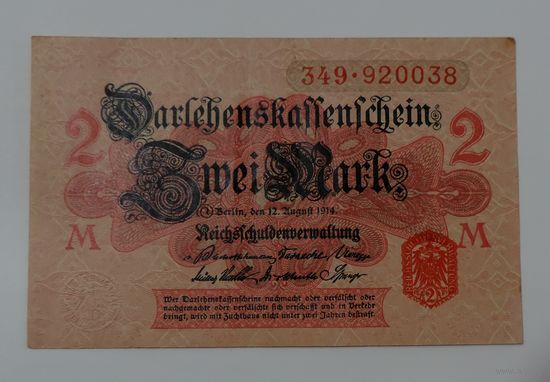 349·920038
Darlehenskassenschein
2 2
Zwei Mark
Berlin, den 12. August 1914.
Reichsschuldenverwaltung
M M
2
Wer Darlehenskassenscheine nachmacht oder verfälscht oder
nachgemachte oder verfälschte sich verschafft und in Verkehr
bringt, wird mit Zuchthaus nicht unter zwei Jahren bestraft.